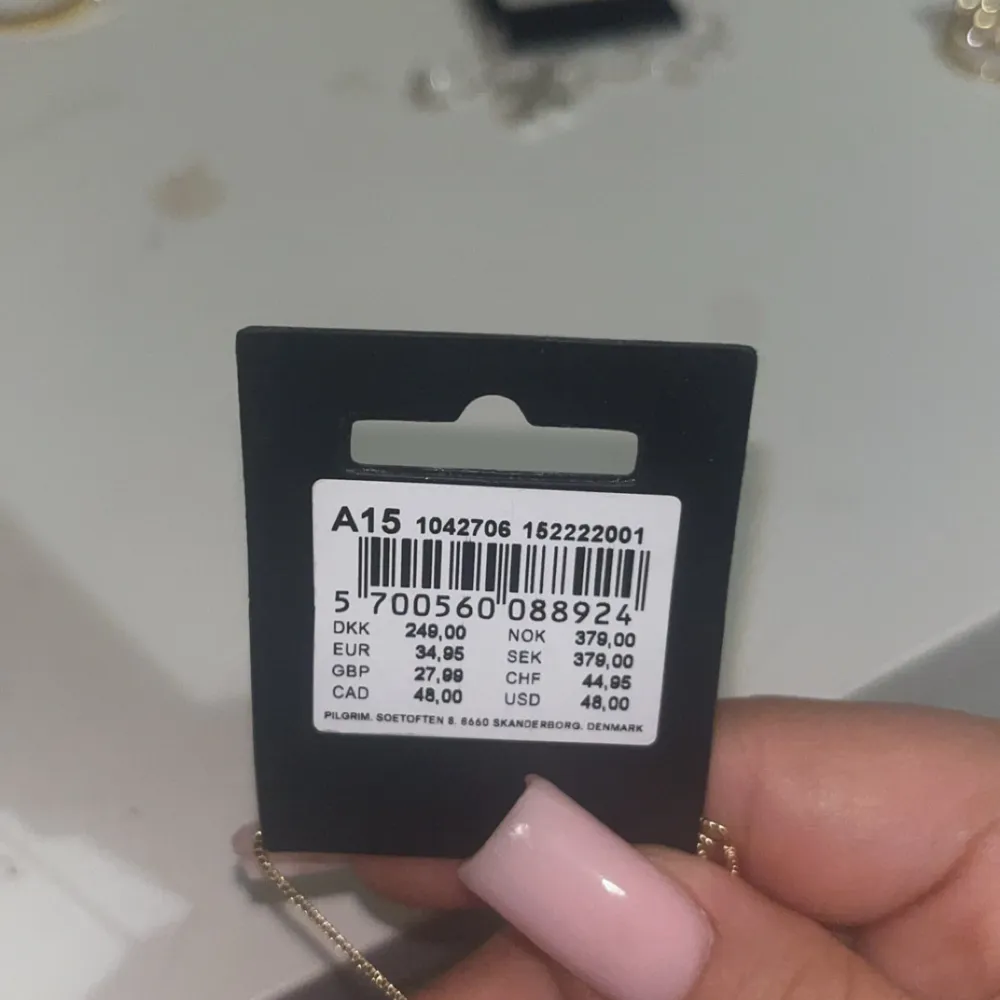 A15 1042706 152222001
5 700560 088924
DKK 249,00 NOK 379,00
EUR 34,95 SEK 379,00
GBP 27,99 CHF 44,95
CAD 48,00 USD 48,00
PILGRIM. SOETOFTEN 8. 8660 SKANDERBORG. DENMARK